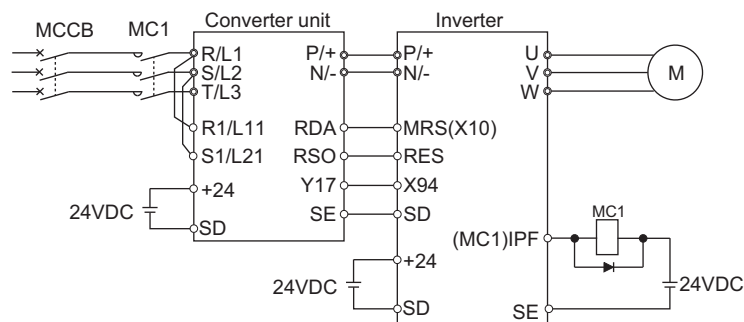 MCCB MC1 Converter unit Inverter
R/L1 P/+ P/+ U
S/L2 N/- N/- V M
T/L3 W
R1/L11 RDA MRS(X10)
S1/L21 RSO RES
+24 Y17 X94
24VDC SE SD MC1
SD (MC1)IPF
+24
24VDC 24VDC
SD SE